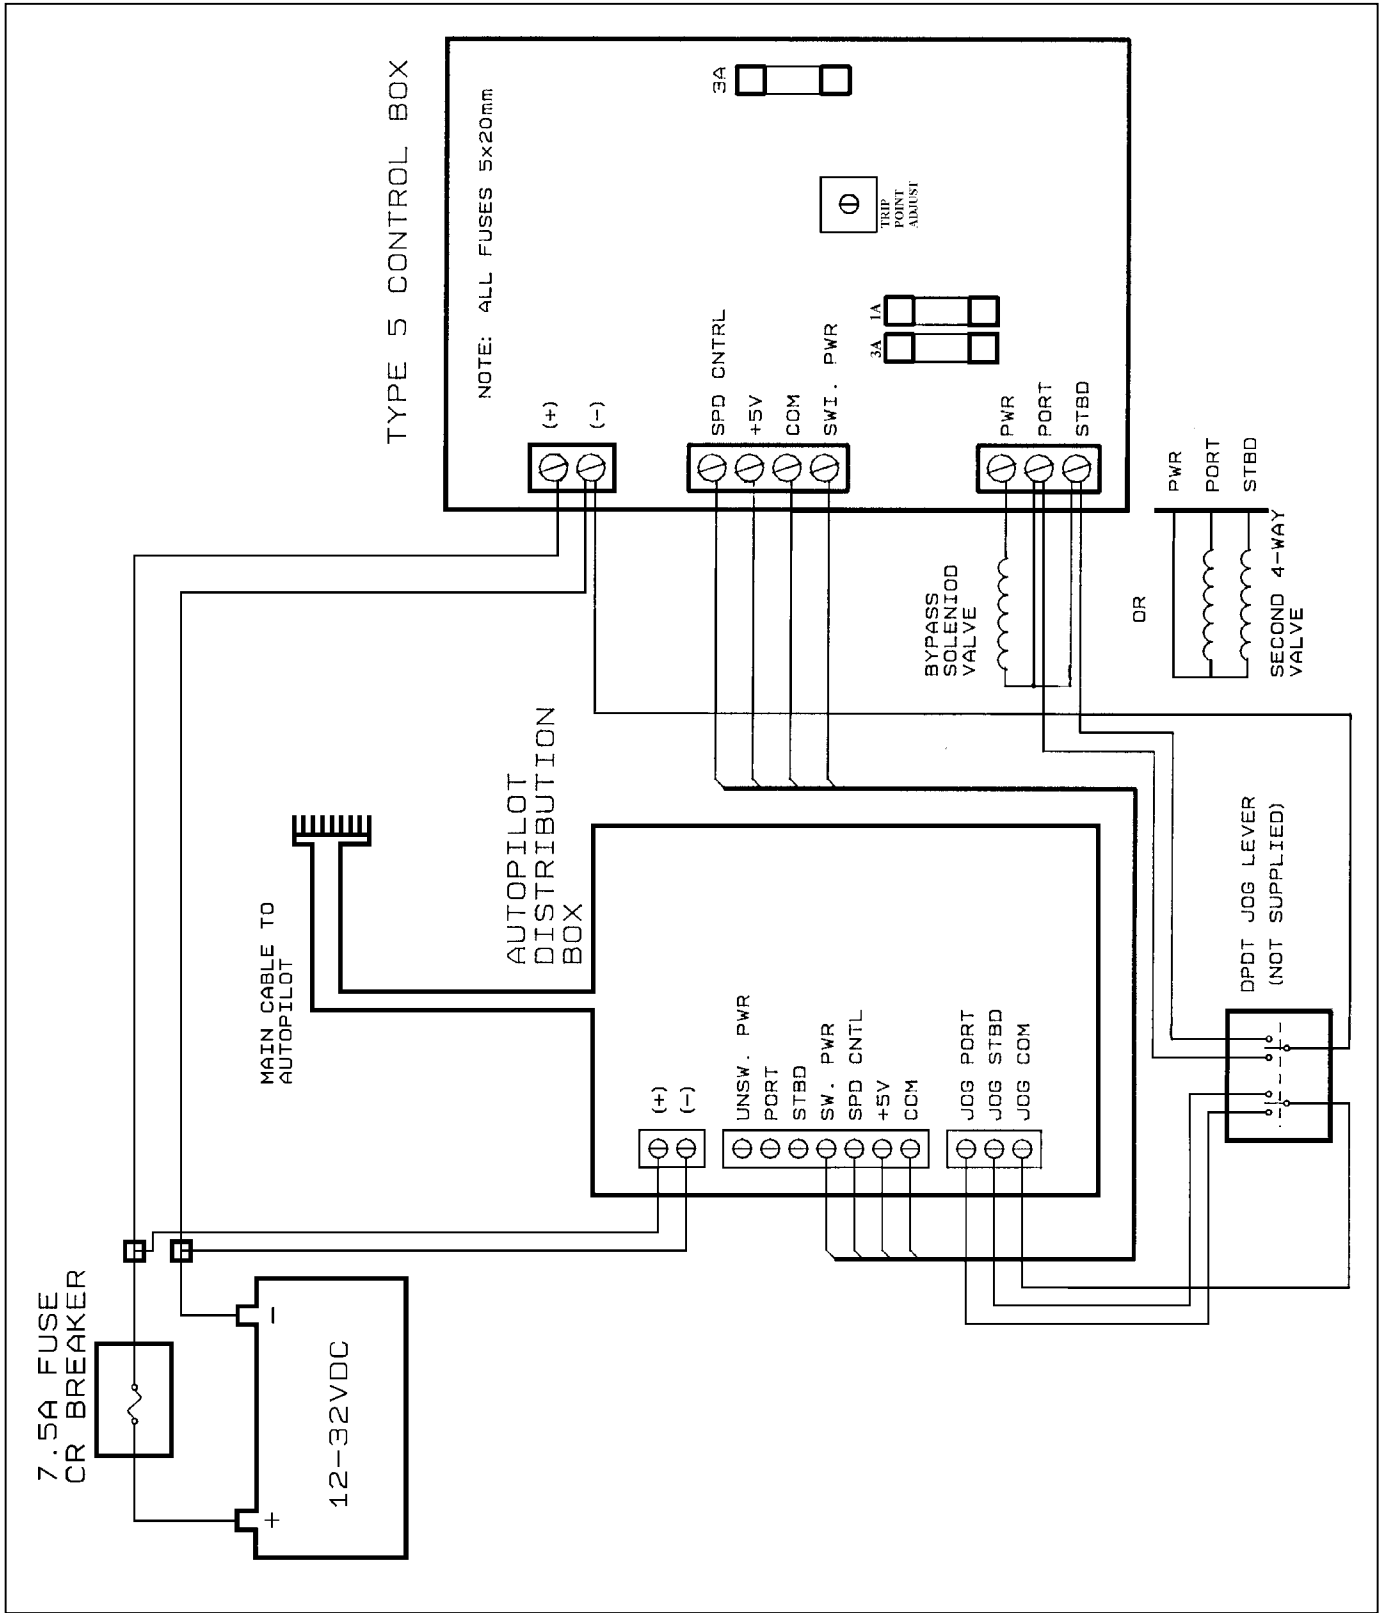 7.5A FUSE
CR BREAKER
12-32VDC
+
-
MAIN CABLE TO
AUTOPILOT
AUTOPILOT
DISTRIBUTION
BOX
(+)
(-)
UNSW. PWR
PORT
STBD
SW. PWR
SPD CNTL
+5V
COM
JOG PORT
JOG STBD
JOG COM
DPDT JOG LEVER
(NOT SUPPLIED)
TYPE 5 CONTROL BOX
NOTE: ALL FUSES 5x20mm
(+)
(-)
SPD CNTRL
+5V
COM
SWI. PWR
PWR
PORT
STBD
3A
TRIP
POINT
ADJUST
1A
3A
BYPASS
SOLENIOD
VALVE
OR
PWR
PORT
STBD
SECOND 4-WAY
VALVE